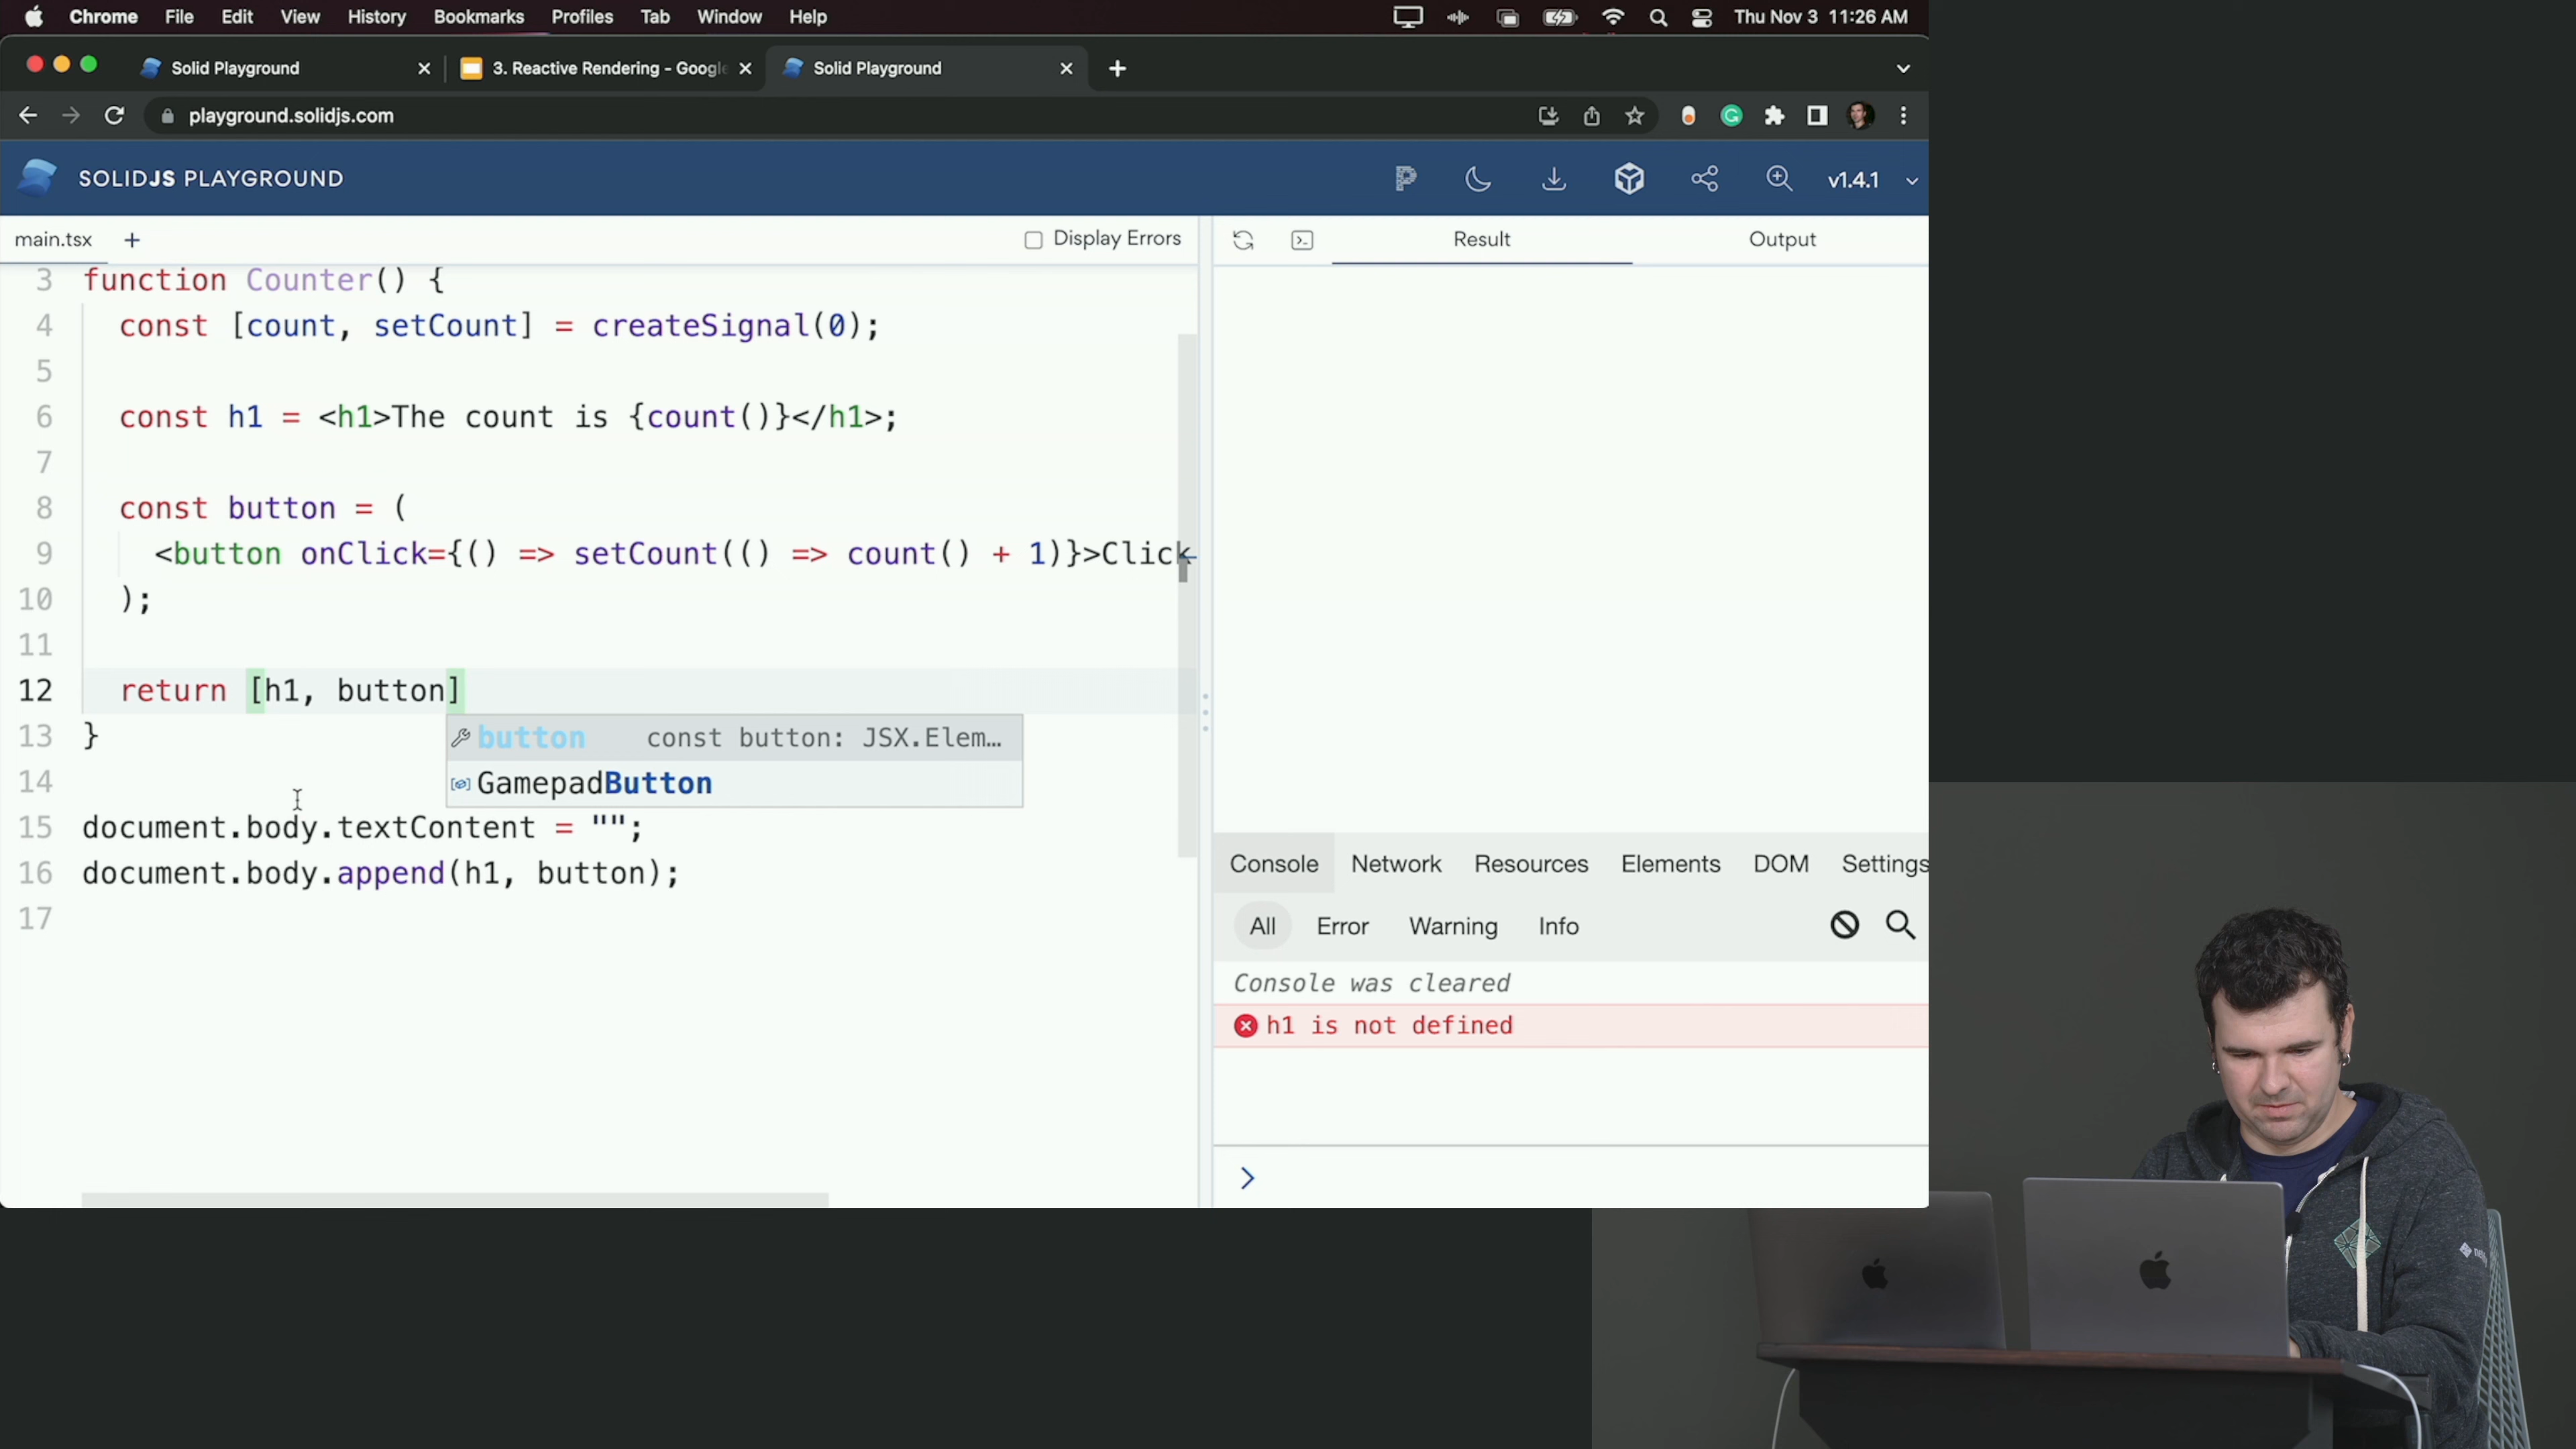 Chrome File Edit View History Bookmarks Profiles Tab Window Help Thu Nov 3 11:26 AM
Solid Playground 3. Reactive Rendering - Google Solid Playground
playground.solidjs.com
SOLIDJS PLAYGROUND v1.4.1
main.tsx + Display Errors Result Output
3 function Counter() {
4 const [count, setCount] = createSignal(0);
5
6 const h1 = <h1>The count is {count()}</h1>;
7
8 const button = (
9 <button onClick={() => setCount(() => count() + 1)}>Click
10 );
11
12 return [h1, button]
13 }
button const button: JSX.Elem…
GamepadButton
14
15 document.body.textContent = "";
16 document.body.append(h1, button);
17
Console Network Resources Elements DOM Settings
All Error Warning Info
Console was cleared
h1 is not defined
>